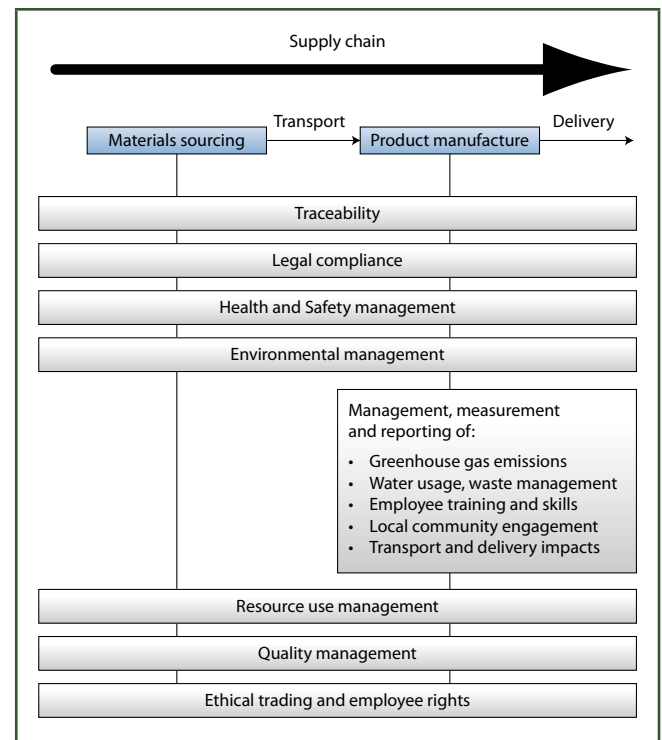 Supply chain
Transport
Delivery
Materials sourcing
Product manufacture
Traceability
Legal compliance
Health and Safety management
Environmental management
Management, measurement
and reporting of:
• Greenhouse gas emissions
• Water usage, waste management
• Employee training and skills
• Local community engagement
• Transport and delivery impacts
Resource use management
Quality management
Ethical trading and employee rights